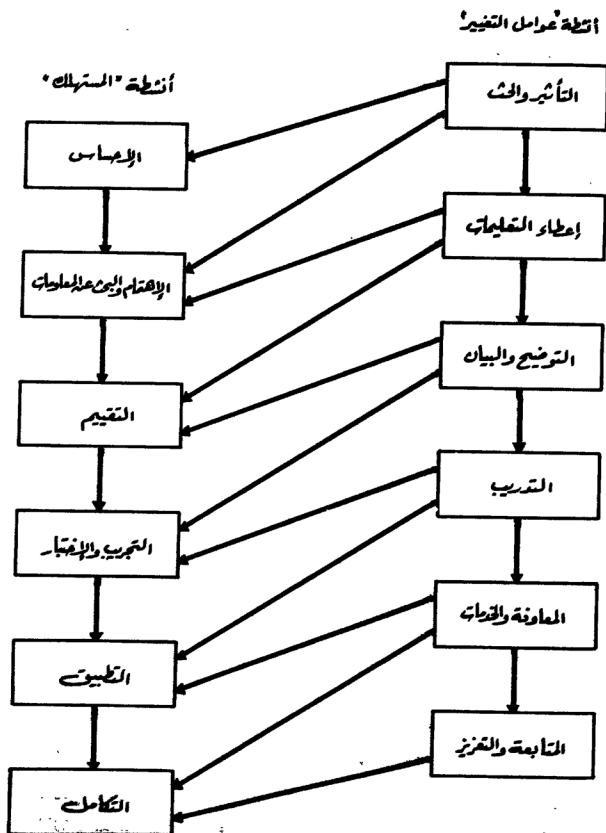 أنشطة "عوامل التغيير"
التأثير والحث
إعطاء التعليمات
التوضيح والبيان
التدريب
المعاونة والخدمات
المتابعة والتعزيز
أنشطة "المستهلك"
الإحساس
الإهتمام والبحث عن المعلومات
التقييم
التجريب والإختبار
التطبيق
التكامل